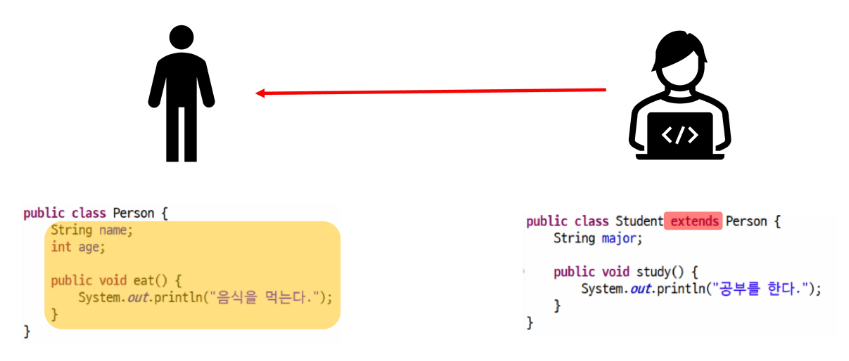 </>
public class Person {
String name;
int age;
public void eat() {
System.out.println("음식을 먹는다.");
}
}
public class Student extends Person {
String major;
public void study() {
System.out.println("공부를 한다.");
}
}